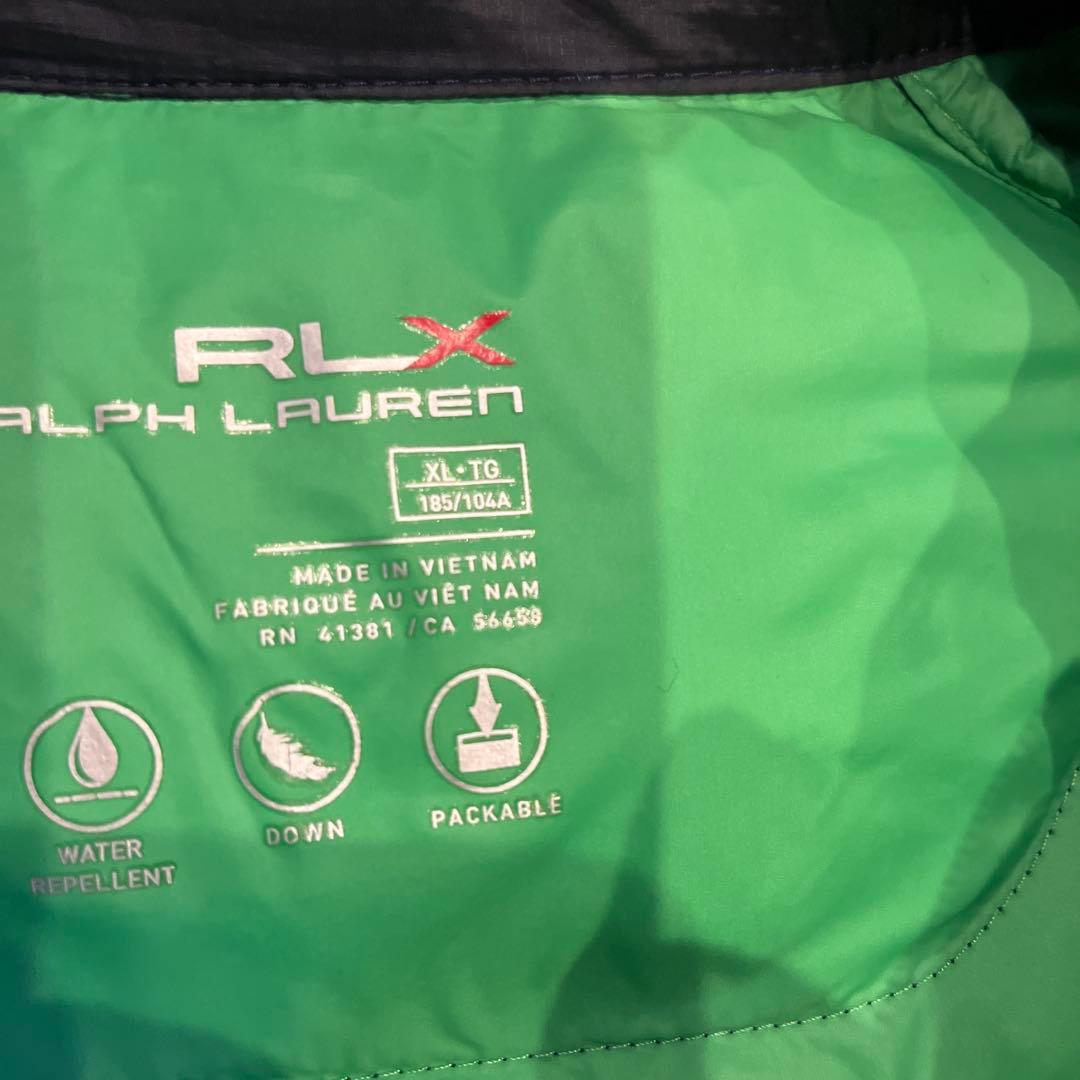 RLX
ALPH LAUREN
XL•TG
185/104A
MADE IN VIETNAM
FABRIQUÉ AU VIÊT NAM
RN 41381 / CA 56658
WATER
REPELLENT
DOWN
PACKABLE